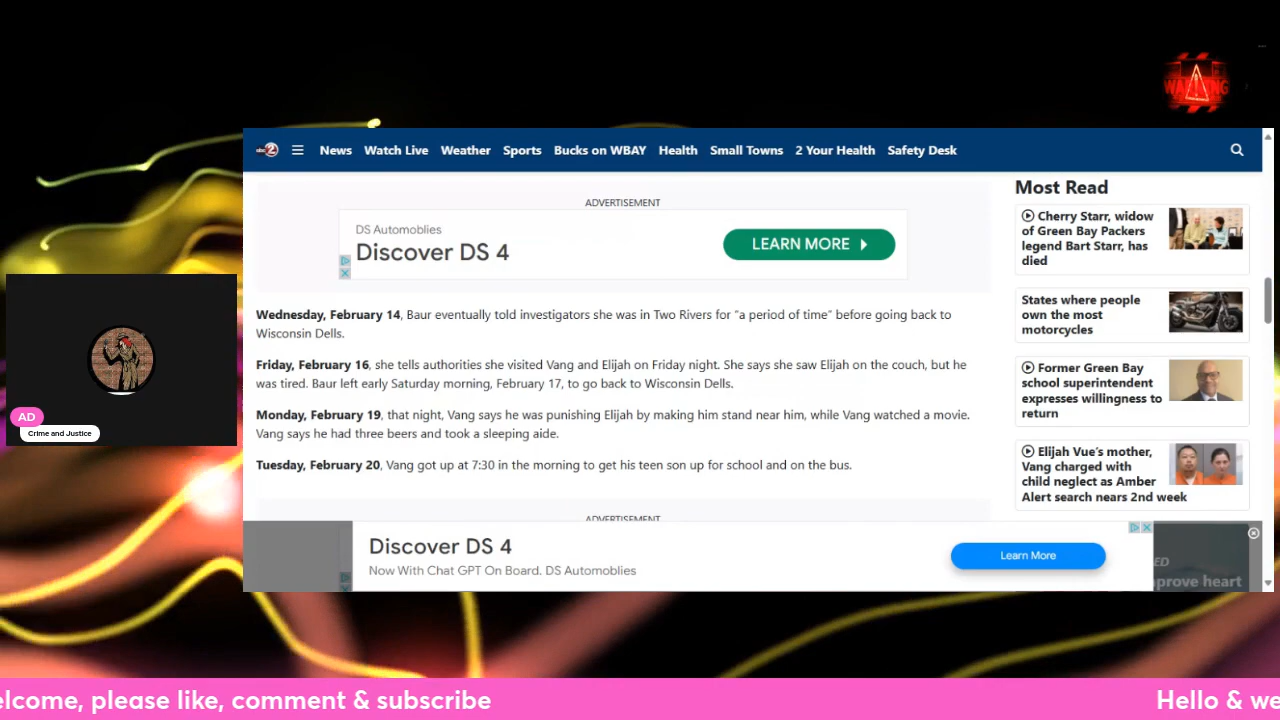 WARNING
2
News
Watch Live
Weather
Sports
Bucks on WBAY
Health
Small Towns
2 Your Health
Safety Desk
ADVERTISEMENT
DS Automoblies
Discover DS 4
LEARN MORE
Wednesday, February 14, Baur eventually told investigators she was in Two Rivers for “a period of time” before going back to
Wisconsin Dells.
Friday, February 16, she tells authorities she visited Vang and Elijah on Friday night. She says she saw Elijah on the couch, but he
was tired. Baur left early Saturday morning, February 17, to go back to Wisconsin Dells.
Monday, February 19, that night, Vang says he was punishing Elijah by making him stand near him, while Vang watched a movie.
Vang says he had three beers and took a sleeping aide.
Tuesday, February 20, Vang got up at 7:30 in the morning to get his teen son up for school and on the bus.
ADVERTISEMENT
Most Read
Cherry Starr, widow
of Green Bay Packers
legend Bart Starr, has
died
States where people
own the most
motorcycles
Former Green Bay
school superintendent
expresses willingness to
return
Elijah Vue’s mother,
Vang charged with
child neglect as Amber
Alert search nears 2nd week
Discover DS 4
Now With Chat GPT On Board. DS Automoblies
Learn More
ED
prove heart
AD
Crime and Justice
elcome, please like, comment & subscribe
Hello & we